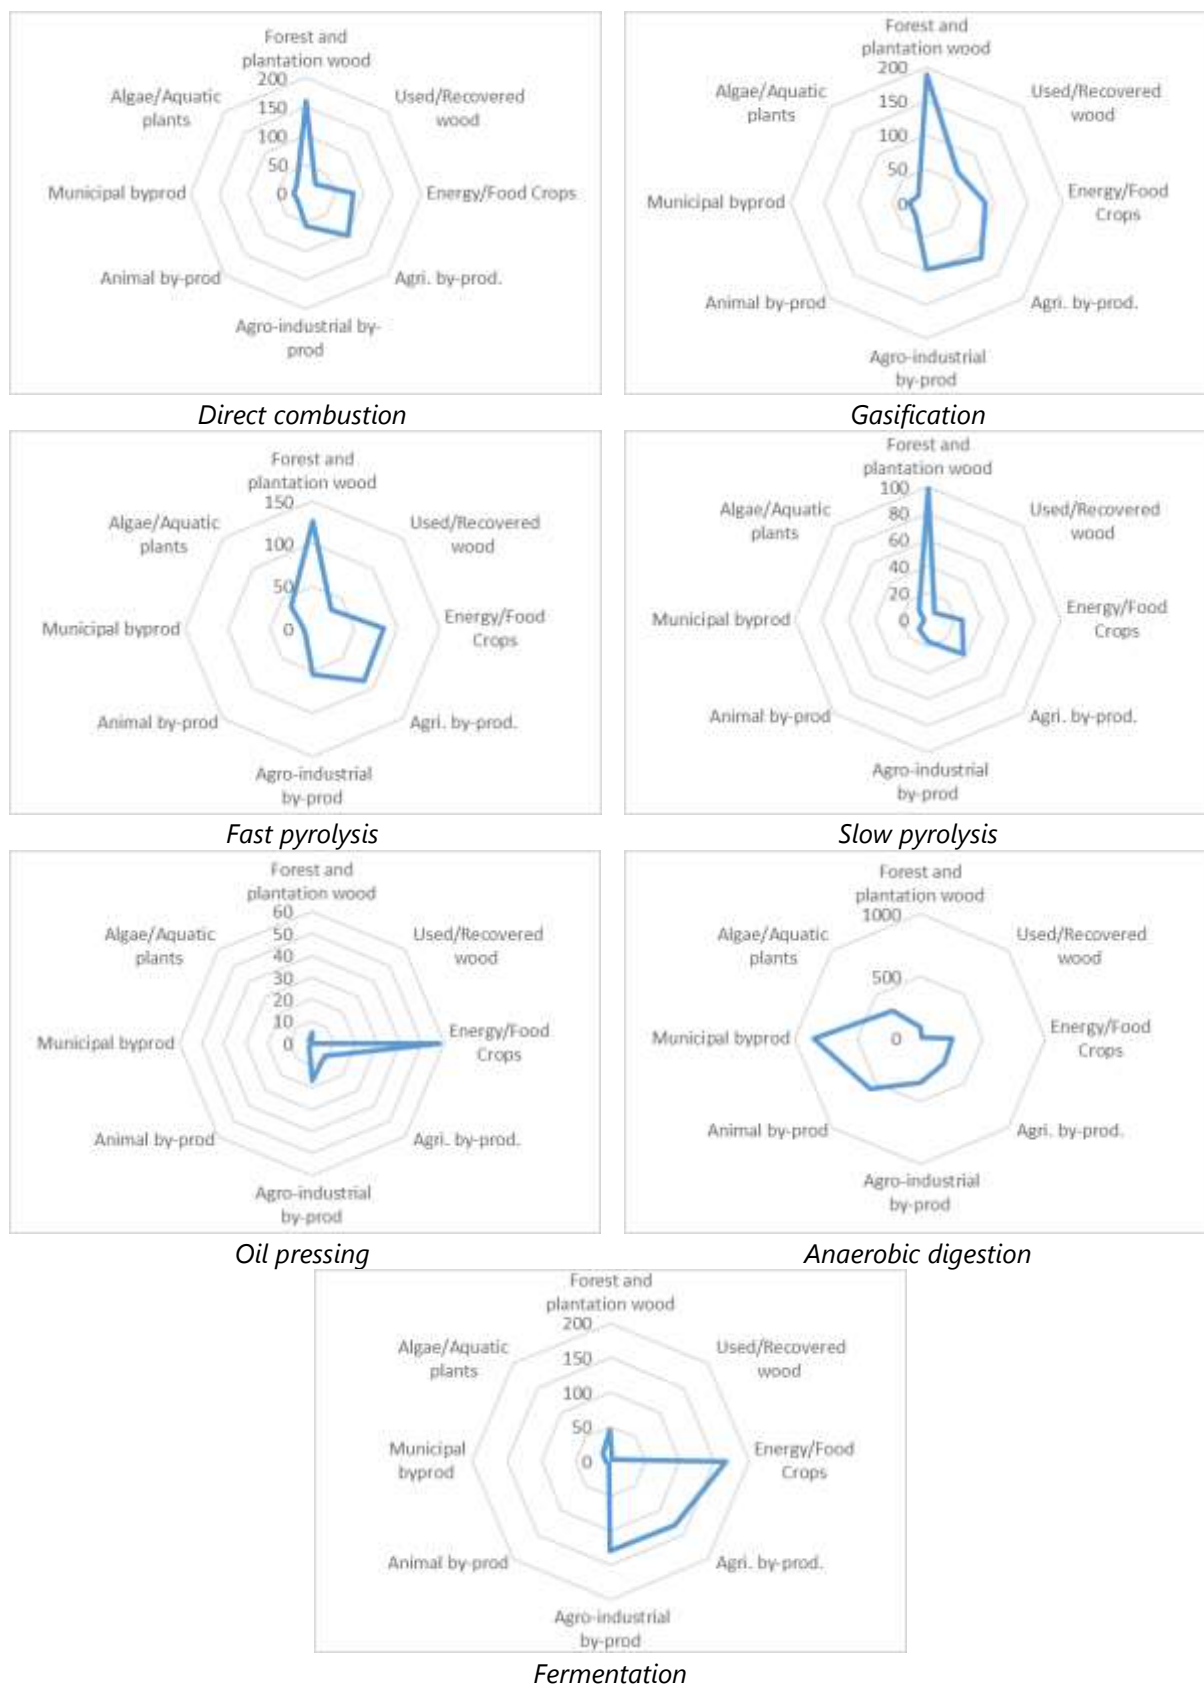 Forest and
plantation wood
200
150
100
50
0
Used/Recovered
wood
Energy/Food Crops
Agri. by-prod.
Agro-industrial by-
prod
Animal by-prod
Municipal byprod
Algae/Aquatic
plants
Direct combustion
Forest and
plantation wood
200
150
100
50
0
Used/Recovered
wood
Energy/Food
Crops
Agri. by-prod.
Agro-industrial
by-prod
Animal by-prod
Municipal byprod
Algae/Aquatic
plants
Gasification
Forest and
plantation wood
150
100
50
0
Used/Recovered
wood
Energy/Food
Crops
Agri. by-prod.
Agro-industrial
by-prod
Animal by-prod
Municipal byprod
Algae/Aquatic
plants
Fast pyrolysis
Forest and
plantation wood
100
80
60
40
20
0
Used/Recovered
wood
Energy/Food
Crops
Agri. by-prod.
Agro-industrial
by-prod
Animal by-prod
Municipal byprod
Algae/Aquatic
plants
Slow pyrolysis
Forest and
plantation wood
60
50
40
30
20
10
0
Used/Recovered
wood
Energy/Food
Crops
Agri. by-prod.
Agro-industrial
by-prod
Animal by-prod
Municipal byprod
Algae/Aquatic
plants
Oil pressing
Forest and
plantation wood
1000
500
0
Used/Recovered
wood
Energy/Food
Crops
Agri. by-prod.
Agro-industrial
by-prod
Animal by-prod
Municipal byprod
Algae/Aquatic
plants
Anaerobic digestion
Forest and
plantation wood
200
150
100
50
0
Used/Recovered
wood
Energy/Food
Crops
Agri. by-prod.
Agro-industrial
by-prod
Animal by-prod
Municipal
byprod
Algae/Aquatic
plants
Fermentation